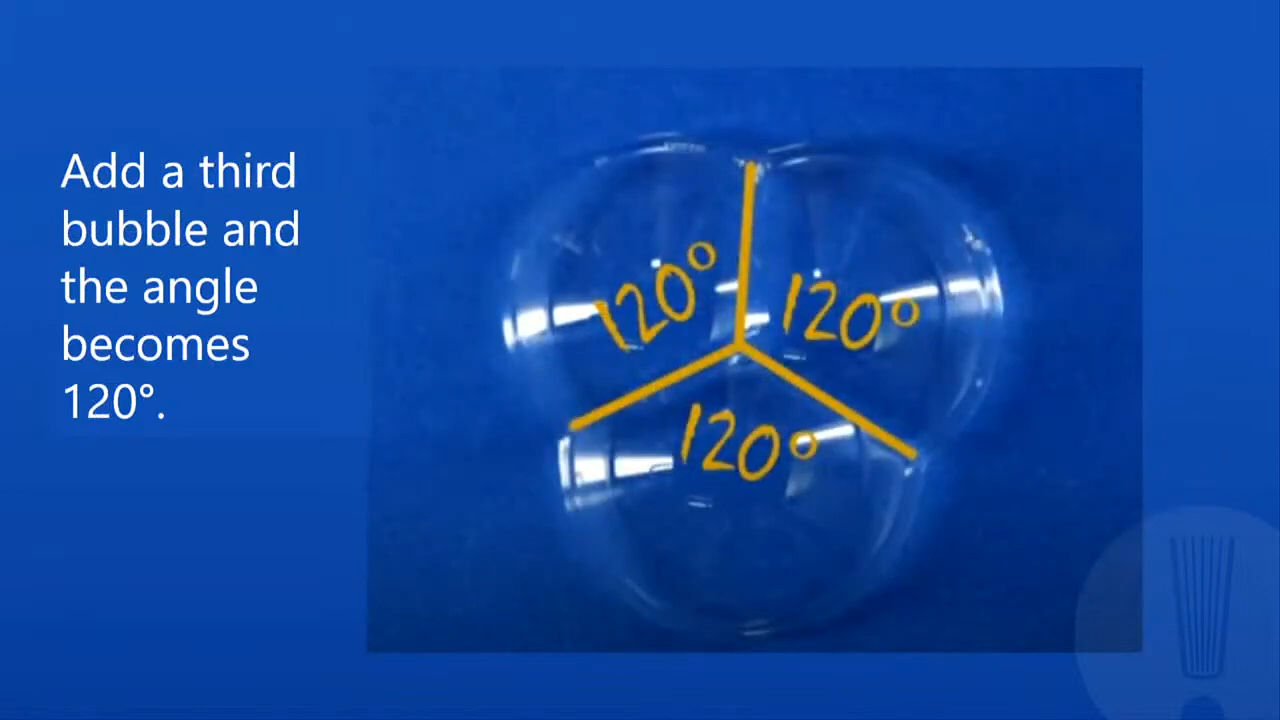 Add a third
bubble and
the angle
becomes
120°.
120°
120°
120°